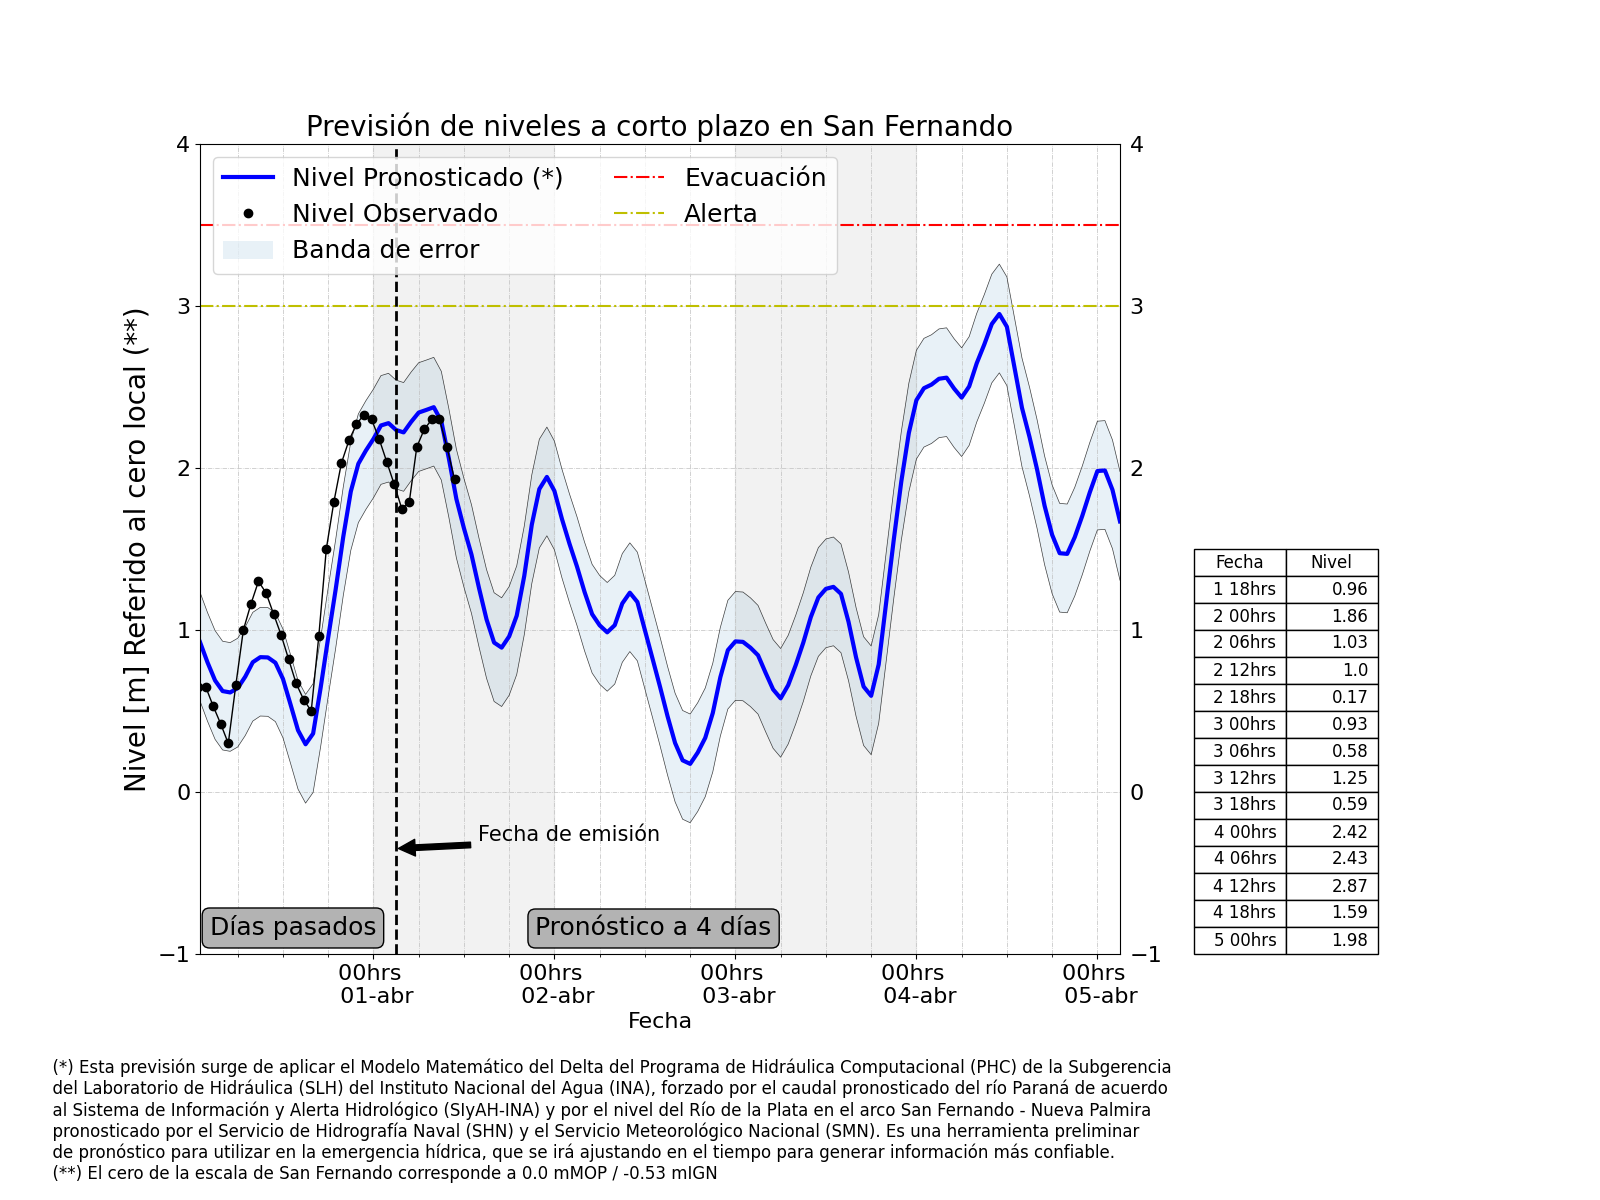 Previsión de niveles a corto plazo en San Fernando
Nivel Pronosticado (*)
Nivel Observado
Banda de error
Evacuación
Alerta
4
3
2
1
0
−1
Nivel [m] Referido al cero local (**)
4
3
2
1
0
−1
Fecha de emisión
Días pasados
Pronóstico a 4 días
00hrs
01-abr
00hrs
02-abr
00hrs
03-abr
00hrs
04-abr
00hrs
05-abr
Fecha
Fecha Nivel
1 18hrs 0.96
2 00hrs 1.86
2 06hrs 1.03
2 12hrs 1.0
2 18hrs 0.17
3 00hrs 0.93
3 06hrs 0.58
3 12hrs 1.25
3 18hrs 0.59
4 00hrs 2.42
4 06hrs 2.43
4 12hrs 2.87
4 18hrs 1.59
5 00hrs 1.98
(*) Esta previsión surge de aplicar el Modelo Matemático del Delta del Programa de Hidráulica Computacional (PHC) de la Subgerencia
del Laboratorio de Hidráulica (SLH) del Instituto Nacional del Agua (INA), forzado por el caudal pronosticado del río Paraná de acuerdo
al Sistema de Información y Alerta Hidrológico (SIyAH-INA) y por el nivel del Río de la Plata en el arco San Fernando - Nueva Palmira
pronosticado por el Servicio de Hidrografía Naval (SHN) y el Servicio Meteorológico Nacional (SMN). Es una herramienta preliminar
de pronóstico para utilizar en la emergencia hídrica, que se irá ajustando en el tiempo para generar información más confiable.
(**) El cero de la escala de San Fernando corresponde a 0.0 mMOP / -0.53 mIGN